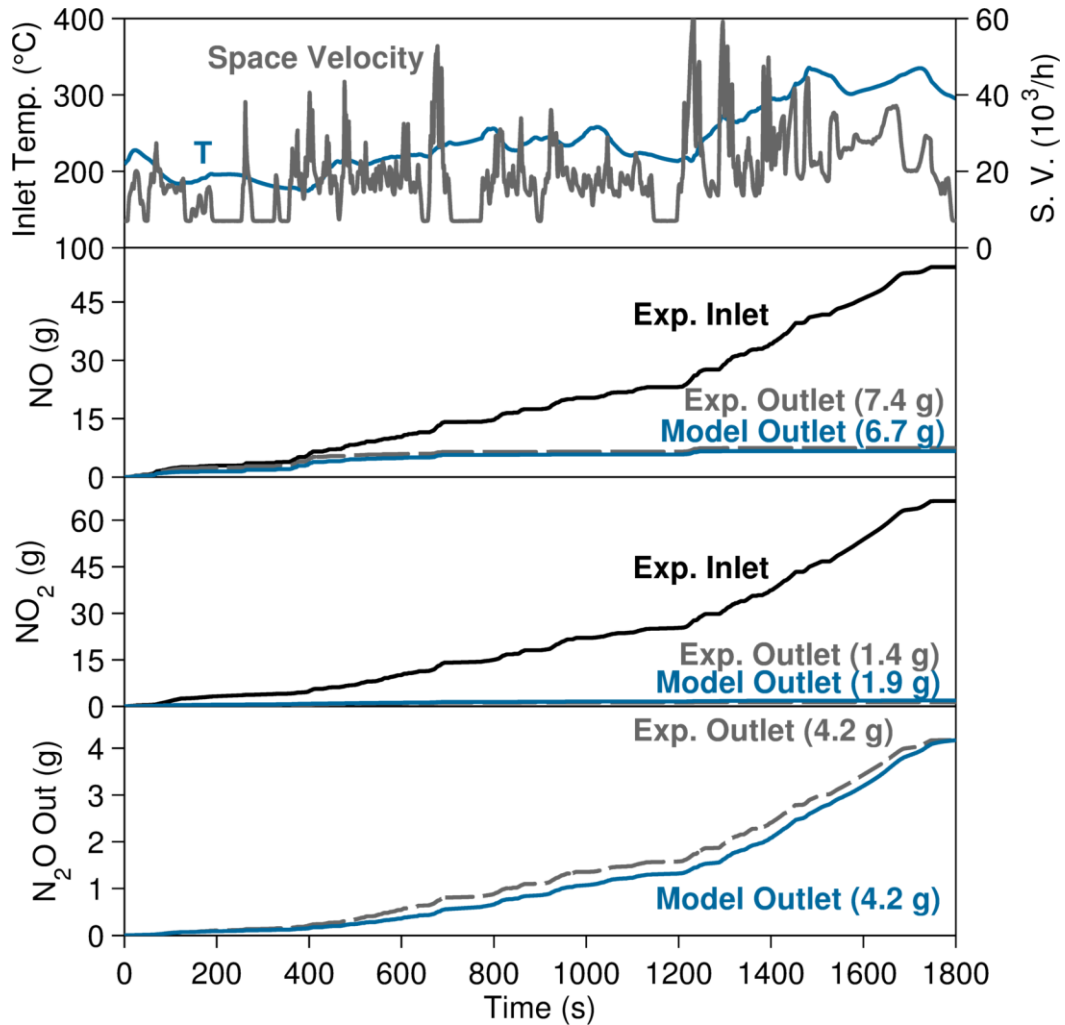 400
300
200
100
Inlet Temp. (°C)
Space Velocity
T
60
40
20
0
S. V. (10³/h)
45
30
15
0
NO (g)
Exp. Inlet
Exp. Outlet (7.4 g)
Model Outlet (6.7 g)
60
45
30
15
0
NO₂ (g)
Exp. Inlet
Exp. Outlet (1.4 g)
Model Outlet (1.9 g)
4
3
2
1
0
N₂O Out (g)
Exp. Outlet (4.2 g)
Model Outlet (4.2 g)
0 200 400 600 800 1000 1200 1400 1600 1800
Time (s)